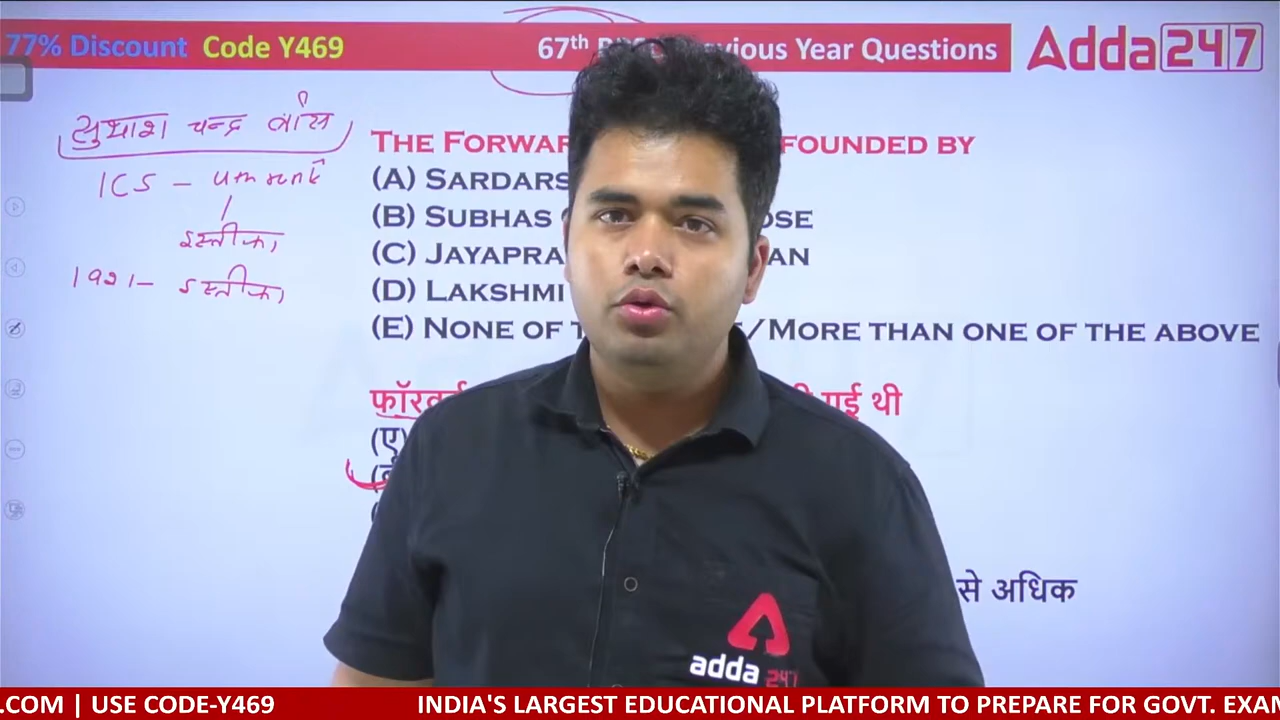 77% Discount Code Y469
67th Previous Year Questions
Adda247
सुभाष चन्द्र बोस
ICS -
इस्तीफा
1921- इस्तीफा
THE FORWAR FOUNDED BY
(A) SARDARS
(B) SUBHAS OSE
(C) JAYAPRA AN
(D) LAKSHMI
(E) NONE OF T /MORE THAN ONE OF THE ABOVE
फॉरव गई थी
(ए)
से अधिक
adda 247
.COM | USE CODE-Y469 INDIA'S LARGEST EDUCATIONAL PLATFORM TO PREPARE FOR GOVT. EXAM